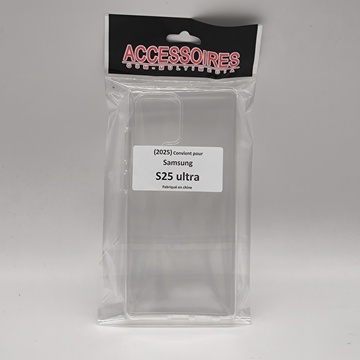 ACCESSOIRES
(2025) Convient pour
Samsung
S25 ultra
Fabriqué en chine